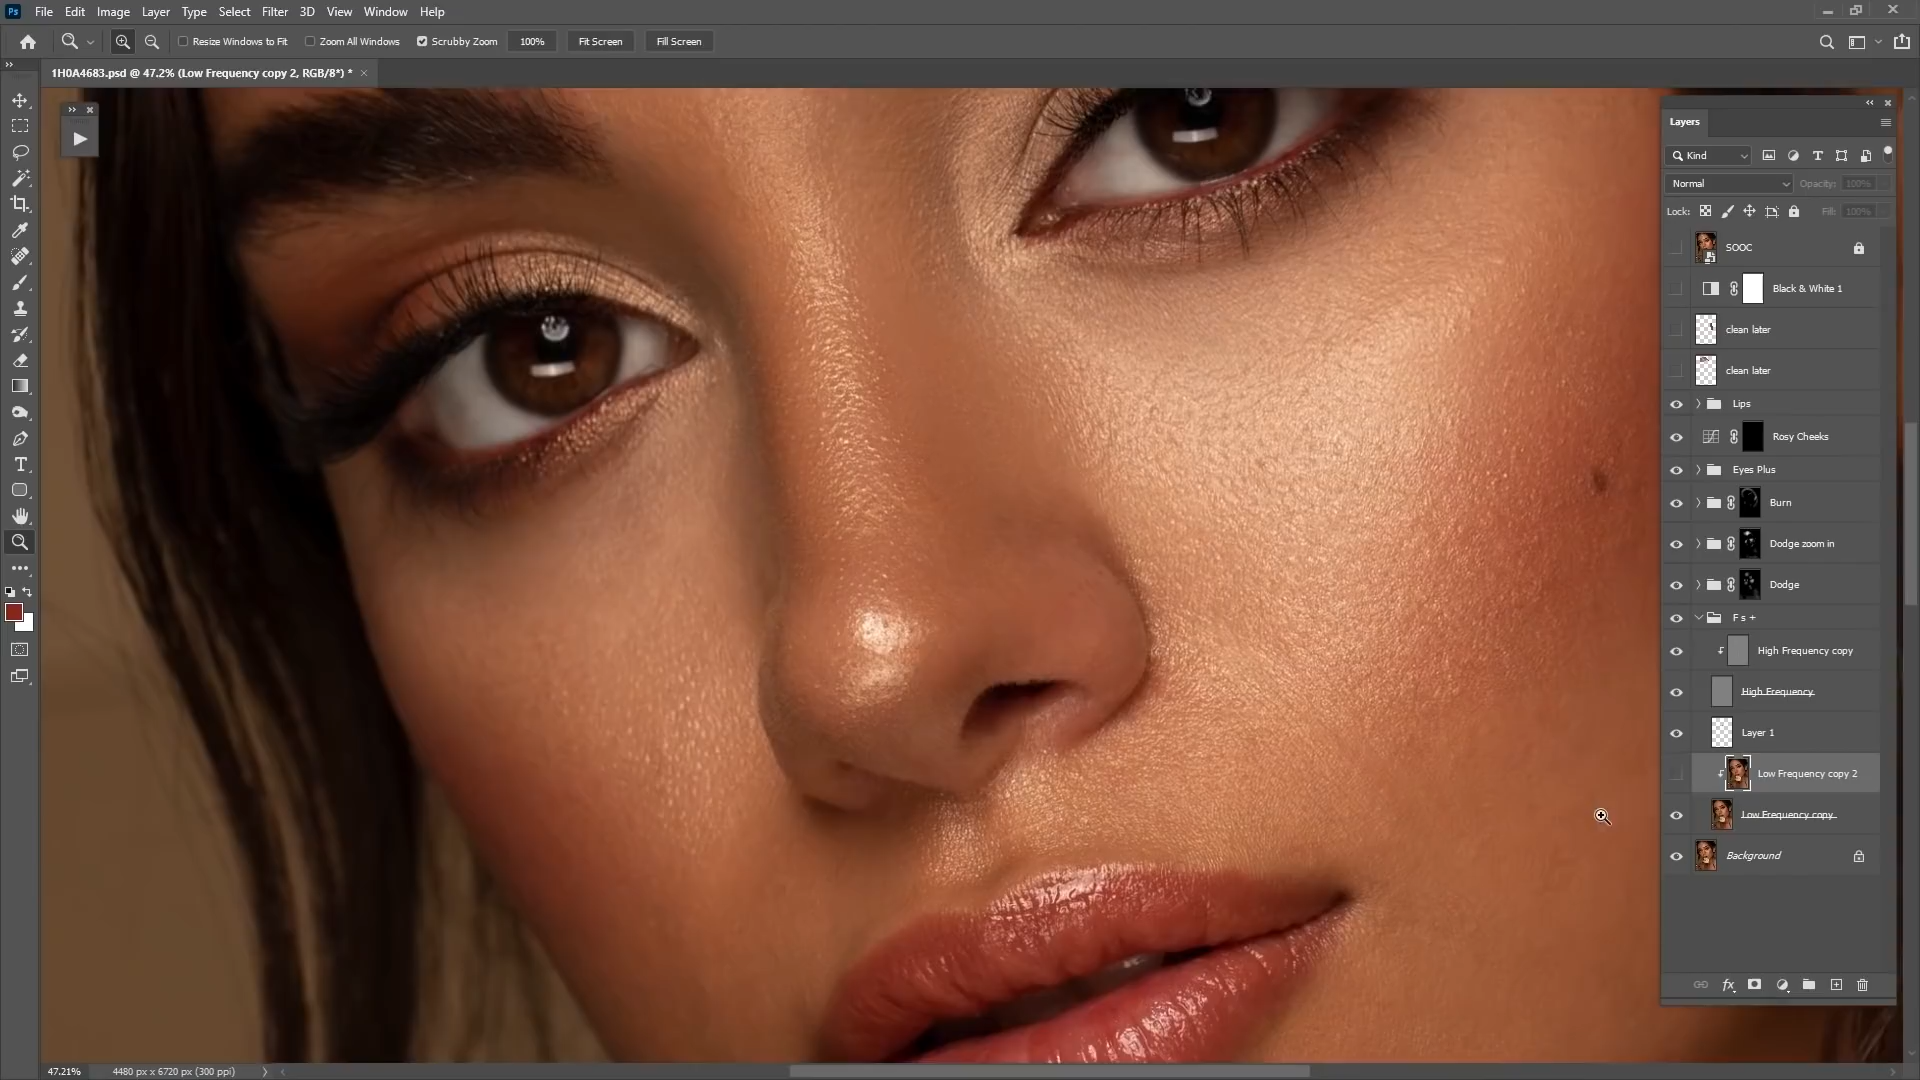 Ps File Edit Image Layer Type Select Filter 3D View Window Help
Resize Windows to Fit Zoom All Windows Scrubby Zoom 100% Fit Screen Fill Screen
1H0A4683.psd @ 47.2% (Low Frequency copy 2, RGB/8*) *
Layers
Kind
Normal Opacity: 100%
Lock: Fill: 100%
SOOC
Black & White 1
clean later
clean later
Lips
Rosy Cheeks
Eyes Plus
Burn
Dodge zoom in
Dodge
F s +
High Frequency copy
High Frequency
Layer 1
Low Frequency copy 2
Low Frequency copy
Background
fx
47.21% 4480 px x 6720 px (300 ppi)